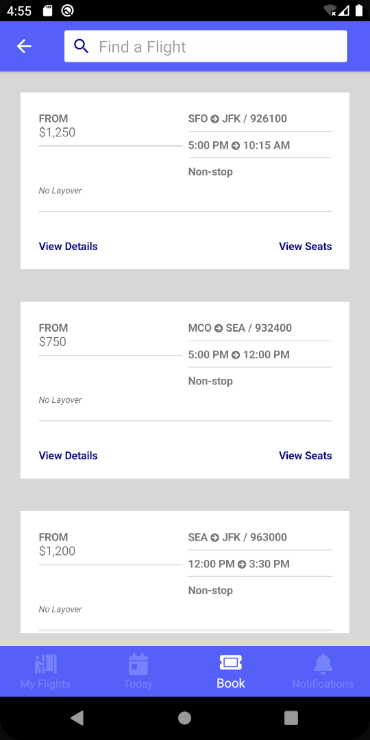 4:55
Find a Flight
FROM
$1,250
SFO JFK / 926100
5:00 PM 10:15 AM
Non-stop
No Layover
View Details
View Seats
FROM
$750
MCO SEA / 932400
5:00 PM 12:00 PM
Non-stop
No Layover
View Details
View Seats
FROM
$1,200
SEA JFK / 963000
12:00 PM 3:30 PM
Non-stop
No Layover
My Flights
Today
Book
Notifications